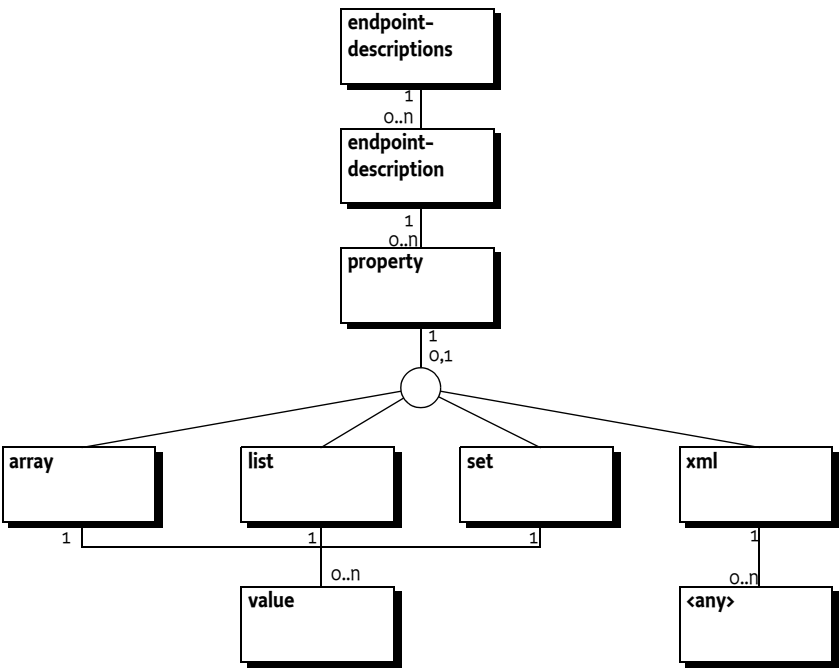 endpoint-
descriptions
1
0..n
endpoint-
description
1
0..n
property
1
0,1
array
list
set
xml
1
1
1
1
0..n
0..n
value
<any>